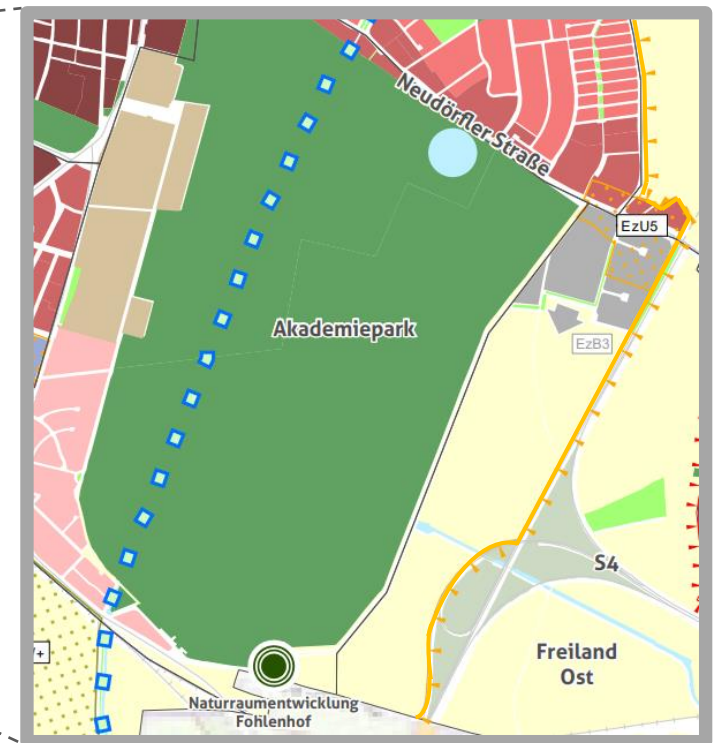 Neudörfler Straße
EzU5
Akademiepark
EzB3
S4
Freiland
Ost
Naturraumentwicklung
Fohlenhof